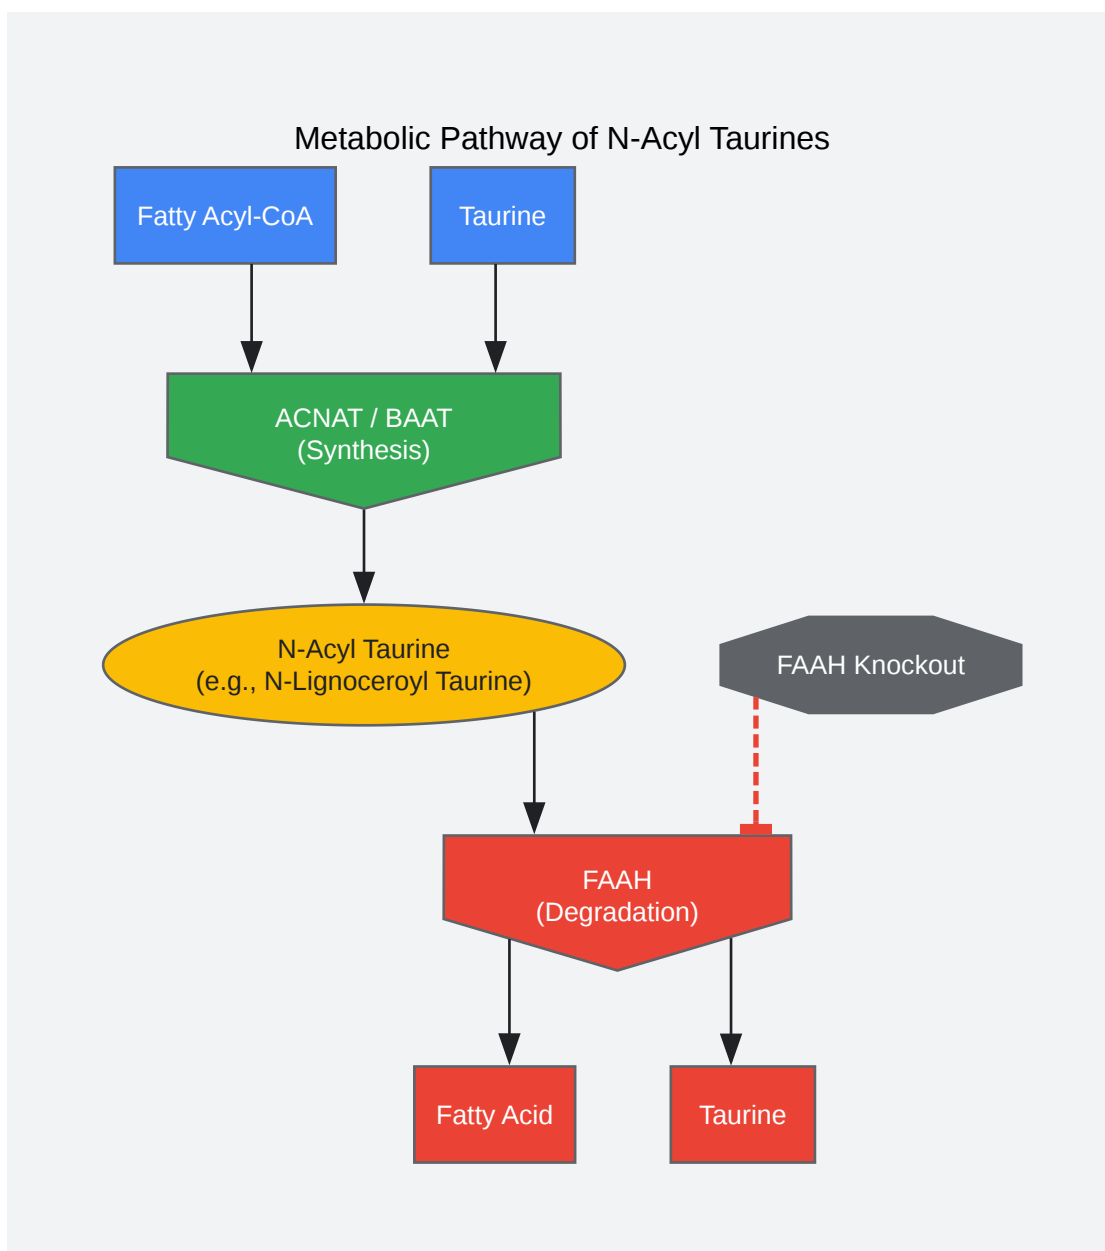 Metabolic Pathway of N-Acyl Taurines
Fatty Acyl-CoA
Taurine
ACNAT / BAAT
(Synthesis)
N-Acyl Taurine
(e.g., N-Lignoceroyl Taurine)
FAAH Knockout
FAAH
(Degradation)
Fatty Acid
Taurine